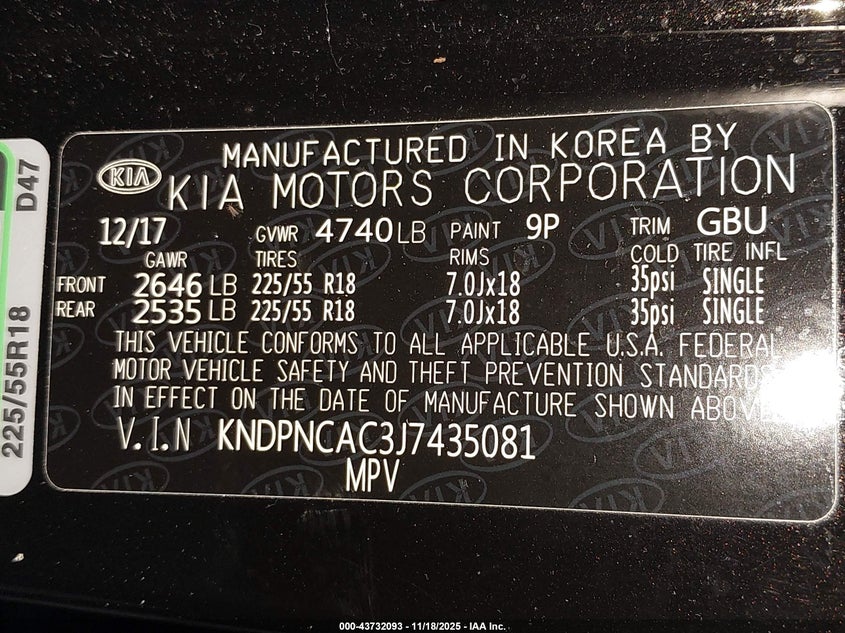 MANUFACTURED IN KOREA BY
KIA KIA MOTORS CORPORATION
12/17 GVWR 4740 LB PAINT 9P TRIM GBU
GAWR TIRES RIMS COLD TIRE INFL
FRONT 2646 LB 225/55 R18 7.0Jx18 35psi SINGLE
REAR 2535 LB 225/55 R18 7.0Jx18 35psi SINGLE
THIS VEHICLE CONFORMS TO ALL APPLICABLE U.S.A. FEDERAL
MOTOR VEHICLE SAFETY AND THEFT PREVENTION STANDARDS
IN EFFECT ON THE DATE OF MANUFACTURE SHOWN ABOVE
V.I.N KNDPNCAC3J7435081
MPV
225/55R18 D47
000-43732093 - 11/18/2025 - IAA Inc.